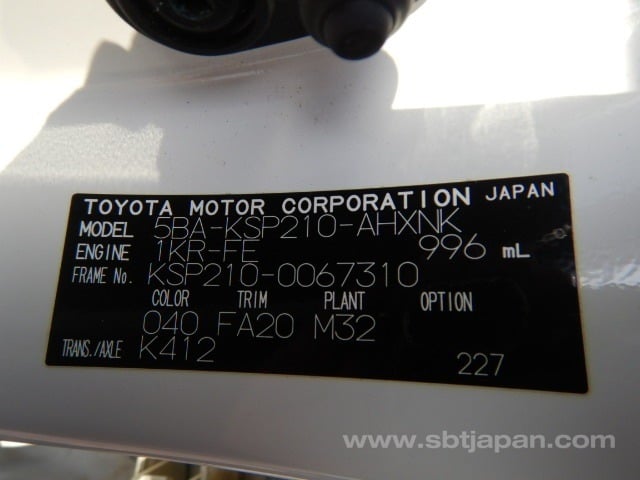 TOYOTA MOTOR CORPORATION JAPAN
MODEL 5BA-KSP210-AHXNK
ENGINE 1KR-FE 996 mL
FRAME No. KSP210-0067310
COLOR TRIM PLANT OPTION
040 FA20 M32
TRANS./AXLE K412
227
www.sbtjapan.com